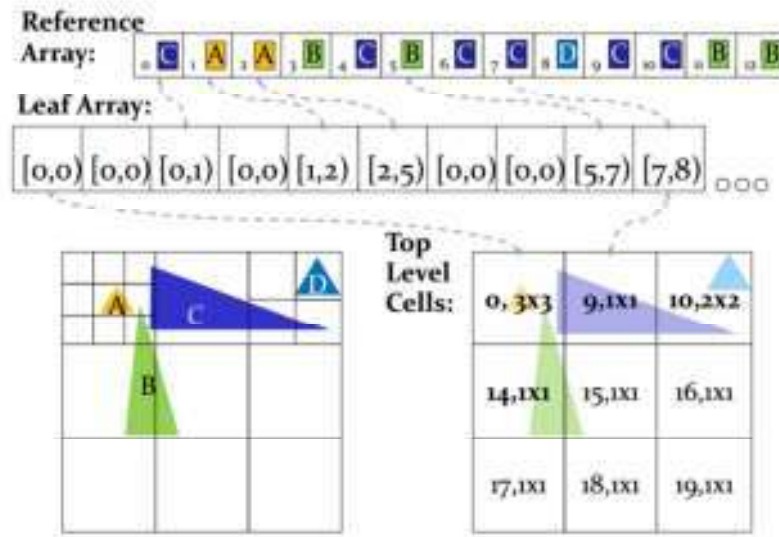 Reference
Array:
0 C 1 A 2 A 3 B 4 C 5 B 6 C 7 C 8 D 9 C 10 C 11 B 12 B
Leaf Array:
[0,0) [0,0) [0,1) [0,0) [1,2) [2,5) [0,0) [0,0) [5,7) [7,8) ooo
Top
Level
Cells:
A C D
B
0, 3x3 9,1x1 10,2x2
14,1x1 15,1x1 16,1x1
17,1x1 18,1x1 19,1x1